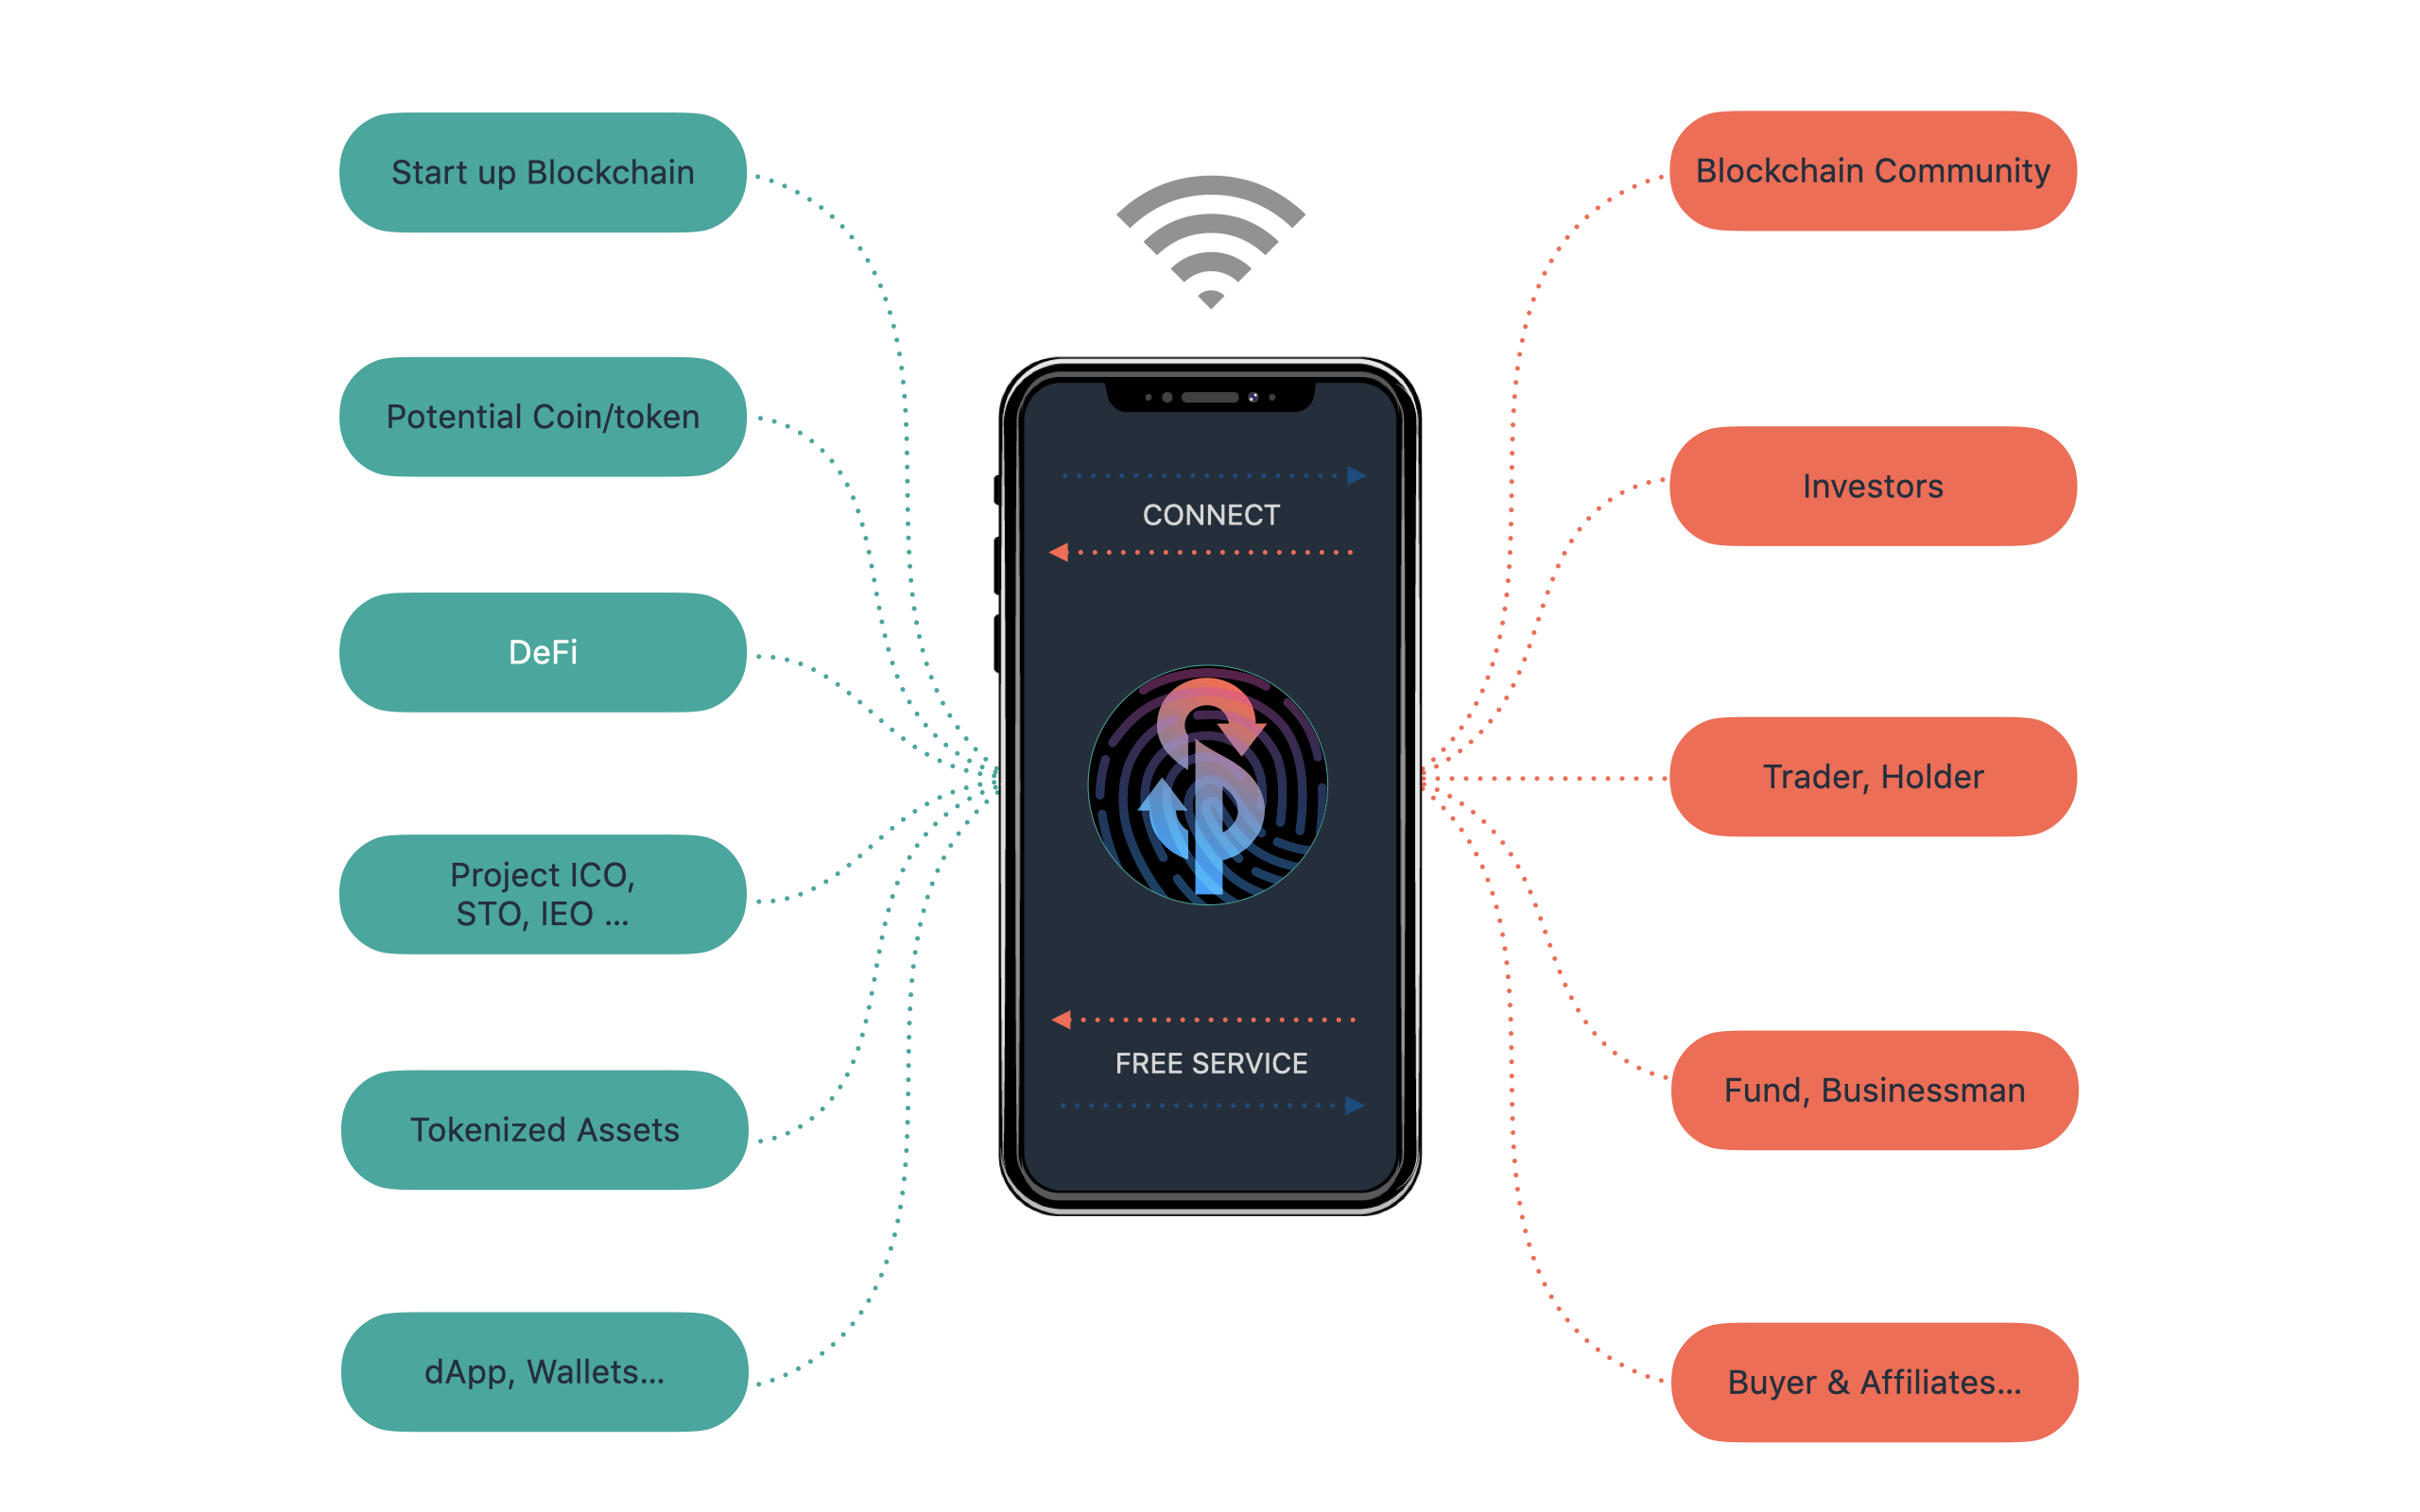 Start up Blockchain
Potential Coin/token
DeFi
Project ICO,
STO, IEO ...
Tokenized Assets
dApp, Wallets...
CONNECT
FREE SERVICE
Blockchain Community
Investors
Trader, Holder
Fund, Businessman
Buyer & Affiliates...